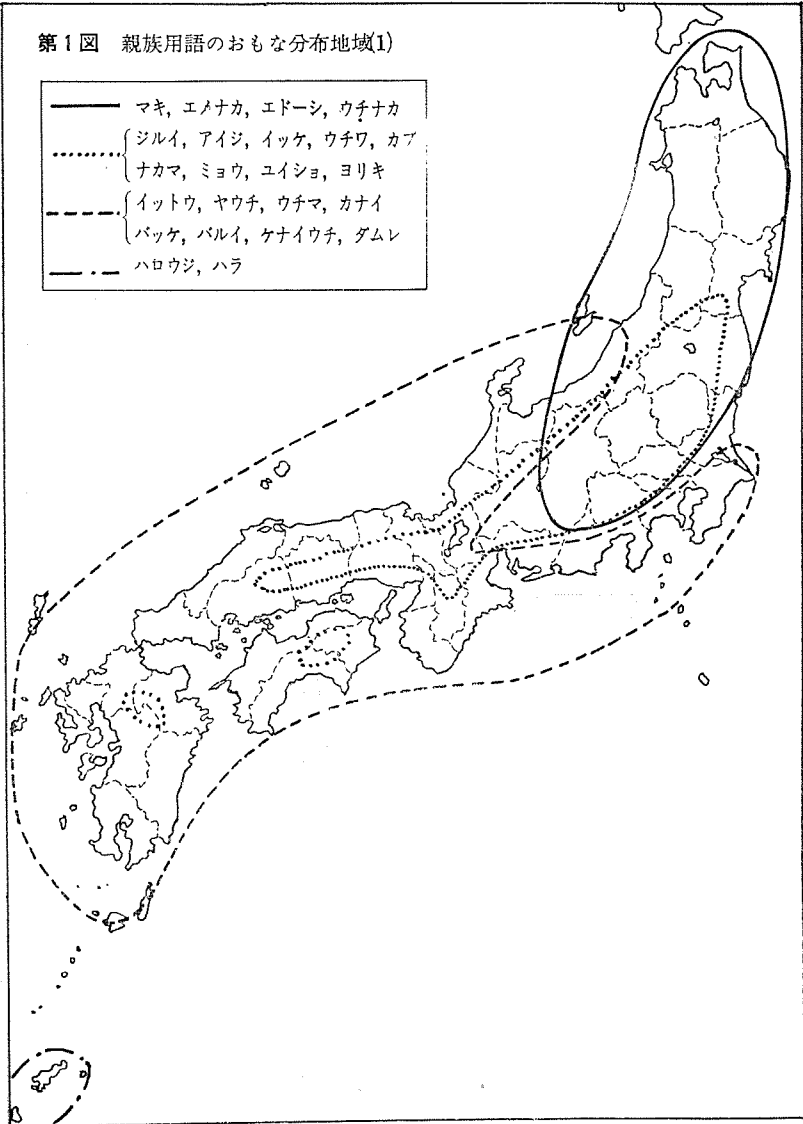 第1図 親族用語のおもな分布地域(1)
マキ, エメナカ, エドーシ, ウチナカ
ジルイ, アイジ, イッケ, ウチワ, カブ
ナカマ, ミョウ, ユイショ, ヨリキ
イットウ, ヤウチ, ウチマ, カナイ
バッケ, バルイ, ケナイウチ, ダムレ
ハロウジ, ハラ